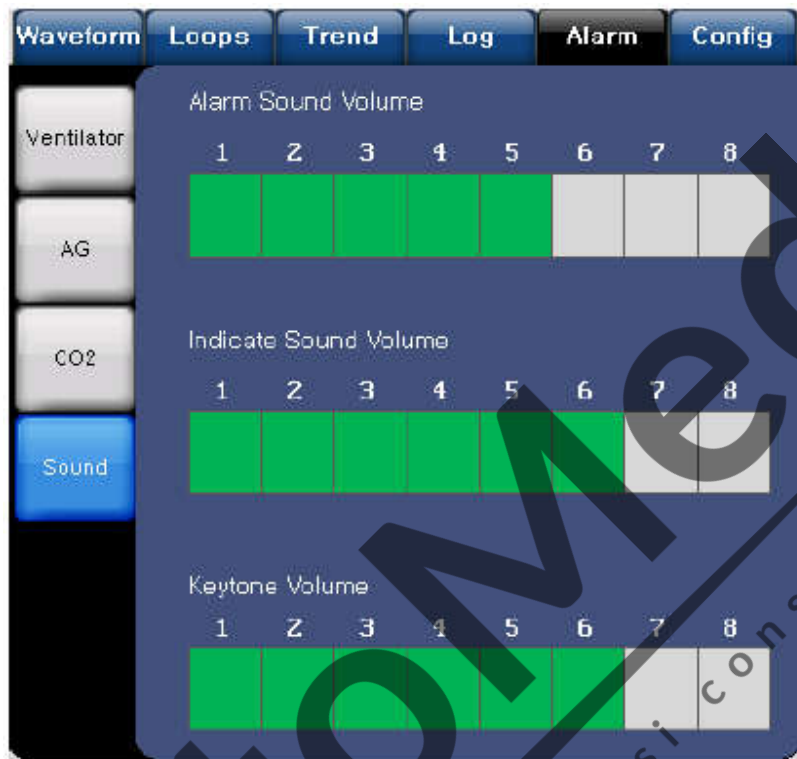 Waveform Loops Trend Log Alarm Config
Ventilator
AG
CO2
Sound
Alarm Sound Volume
1 2 3 4 5 6 7 8
Indicate Sound Volume
1 2 3 4 5 6 7 8
Keytone Volume
1 2 3 4 5 6 7 8